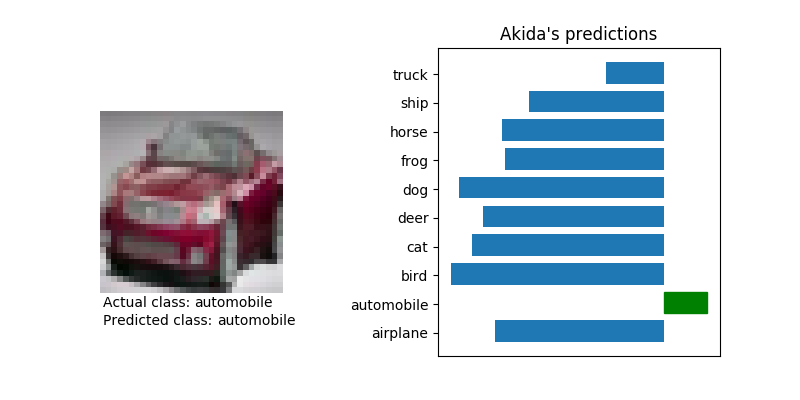 Akida's predictions
truck
ship
horse
frog
dog
deer
cat
bird
automobile
airplane
Actual class: automobile
Predicted class: automobile